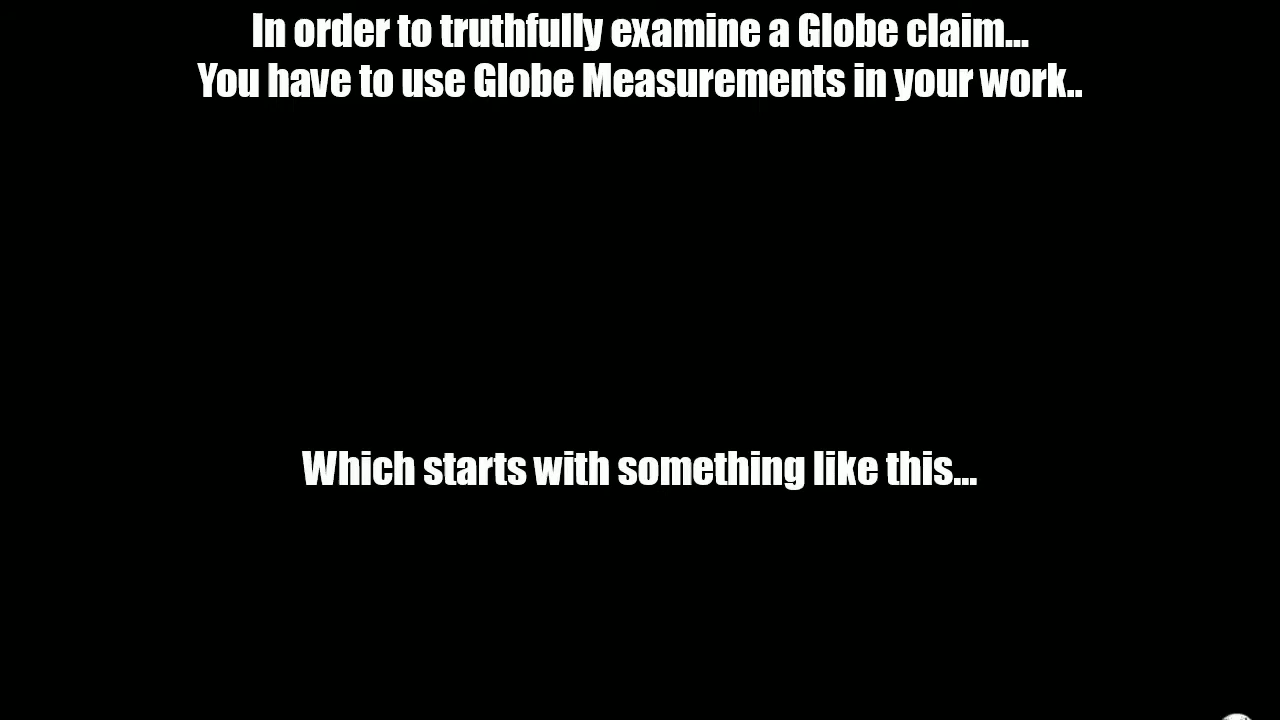 In order to truthfully examine a Globe claim...
You have to use Globe Measurements in your work..
Which starts with something like this...